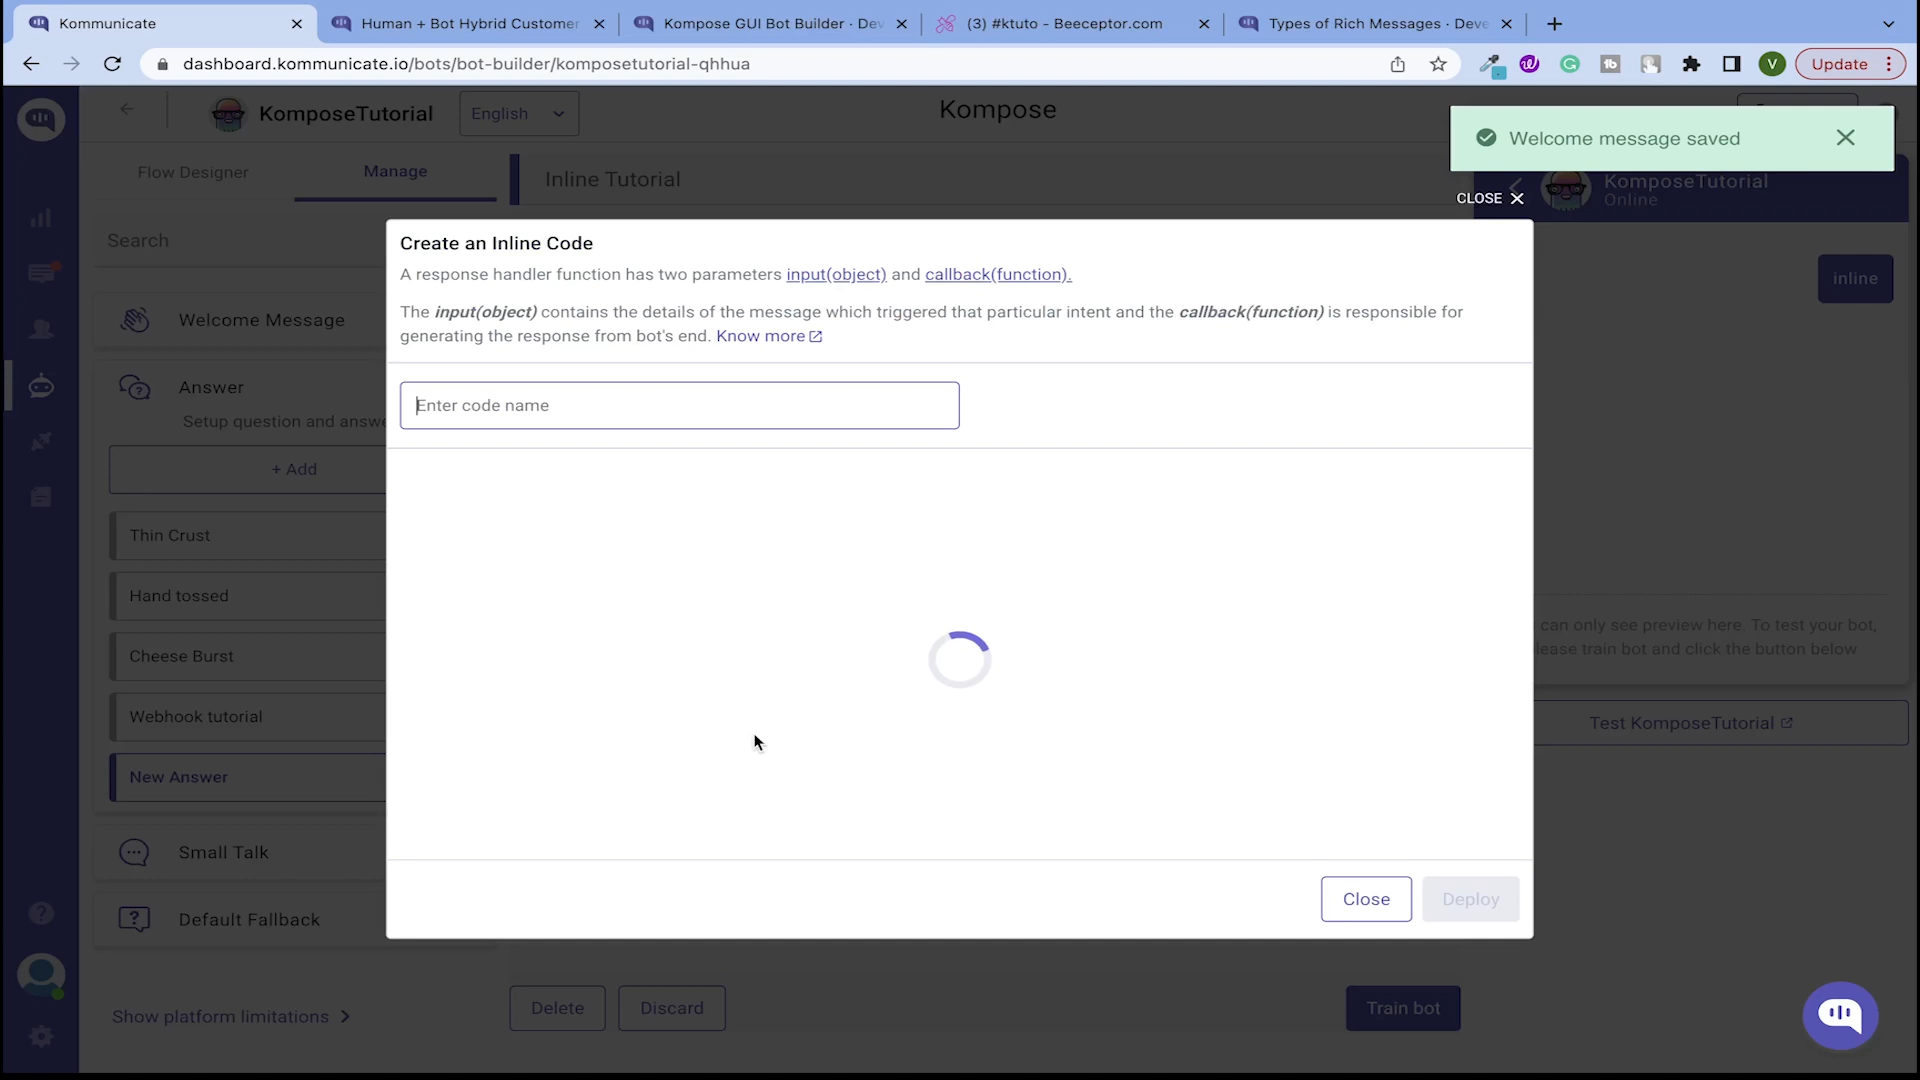 Kommunicate
Human + Bot Hybrid Customer
Kompose GUI Bot Builder · Dev
(3) #ktuto - Beeceptor.com
Types of Rich Messages · Deve
dashboard.kommunicate.io/bots/bot-builder/komposetutorial-qhhua
Update
V
KomposeTutorial
English
Kompose
Welcome message saved
Flow Designer
Manage
Inline Tutorial
KomposeTutorial
Online
CLOSE
Search
Create an Inline Code
A response handler function has two parameters input(object) and callback(function).
The input(object) contains the details of the message which triggered that particular intent and the callback(function) is responsible for
generating the response from bot's end. Know more
inline
Welcome Message
Answer
Setup question and answe
Enter code name
+ Add
Thin Crust
Hand tossed
Cheese Burst
Webhook tutorial
New Answer
can only see preview here. To test your bot,
lease train bot and click the button below
Test KomposeTutorial
Small Talk
Default Fallback
Close
Deploy
Show platform limitations
Delete
Discard
Train bot